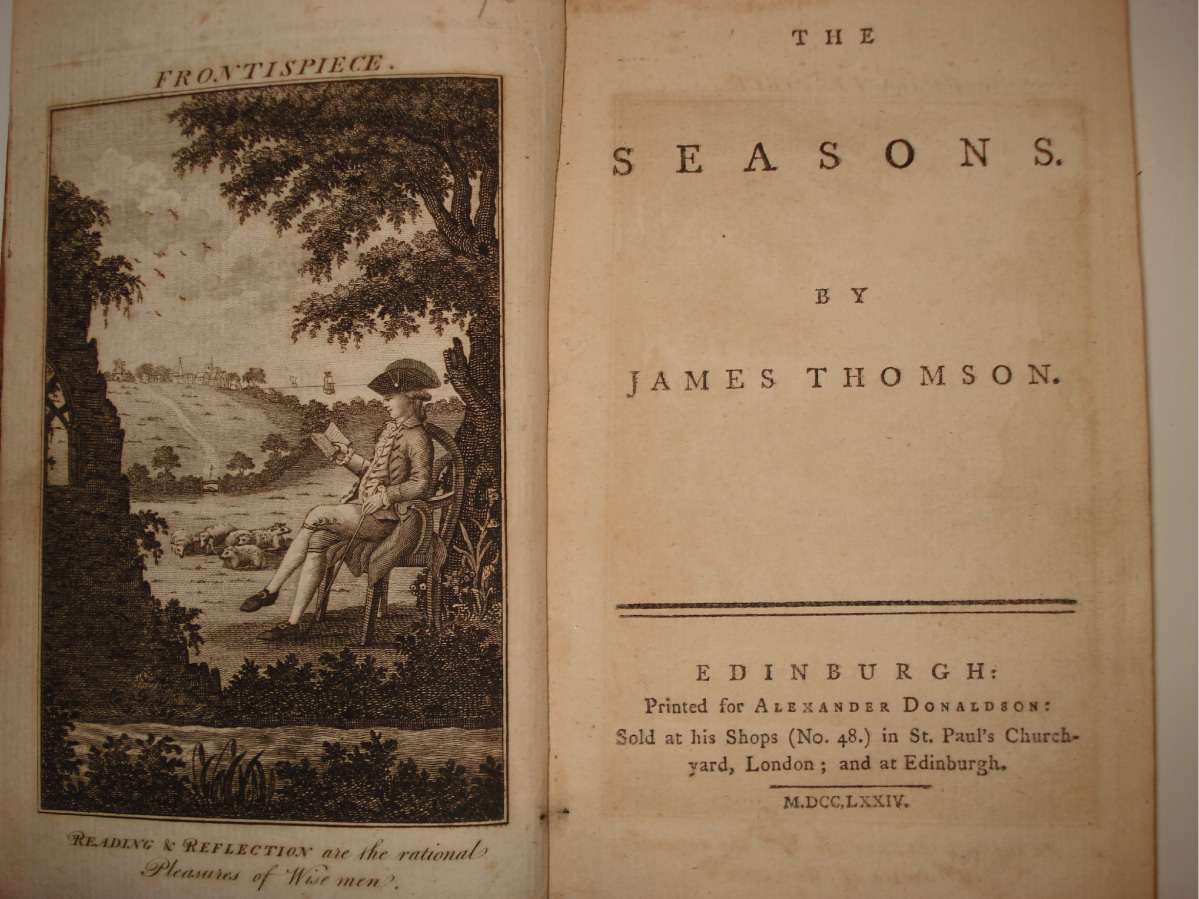 FRONTISPIECE.
READING & REFLECTION are the rational
Pleasures of Wise men.
THE
SEASONS.
BY
JAMES THOMSON.
EDINBURGH:
Printed for ALEXANDER DONALDSON:
Sold at his Shops (No. 48.) in St. Paul's Church-
yard, London; and at Edinburgh.
M.DCC,LXXIV.